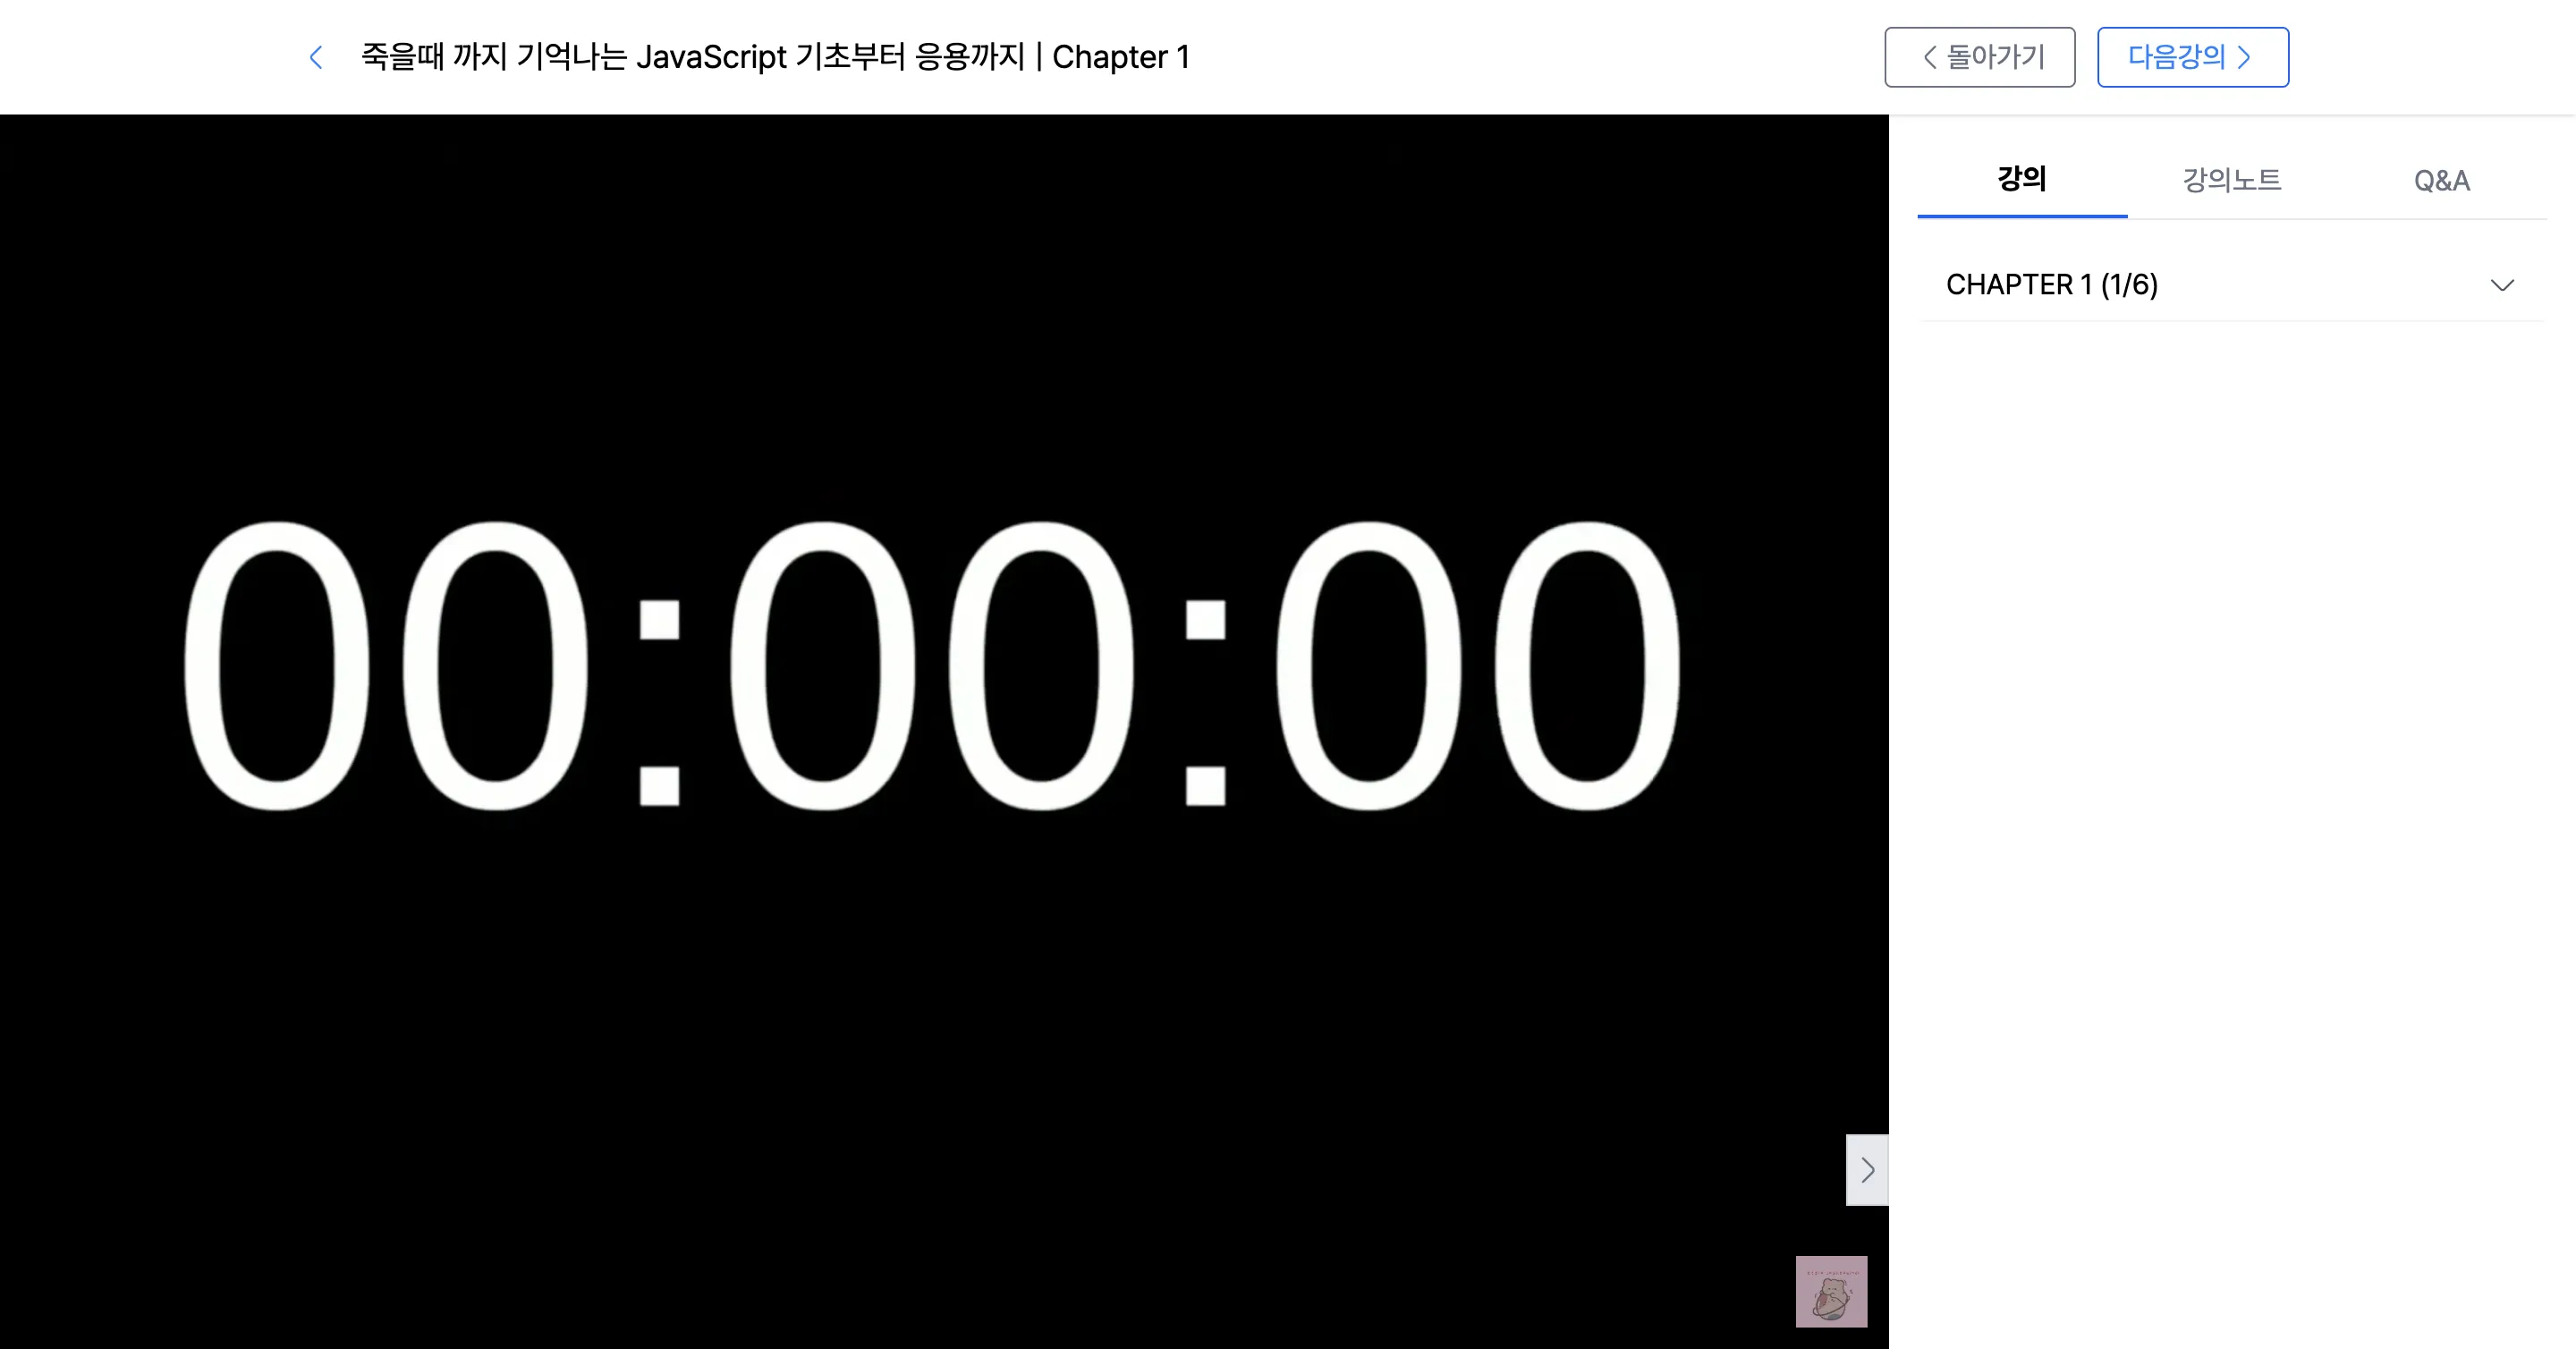 죽을때 까지 기억나는 JavaScript 기초부터 응용까지 | Chapter 1
돌아가기
다음강의
강의
강의노트
Q&A
CHAPTER 1 (1/6)
00:00:00